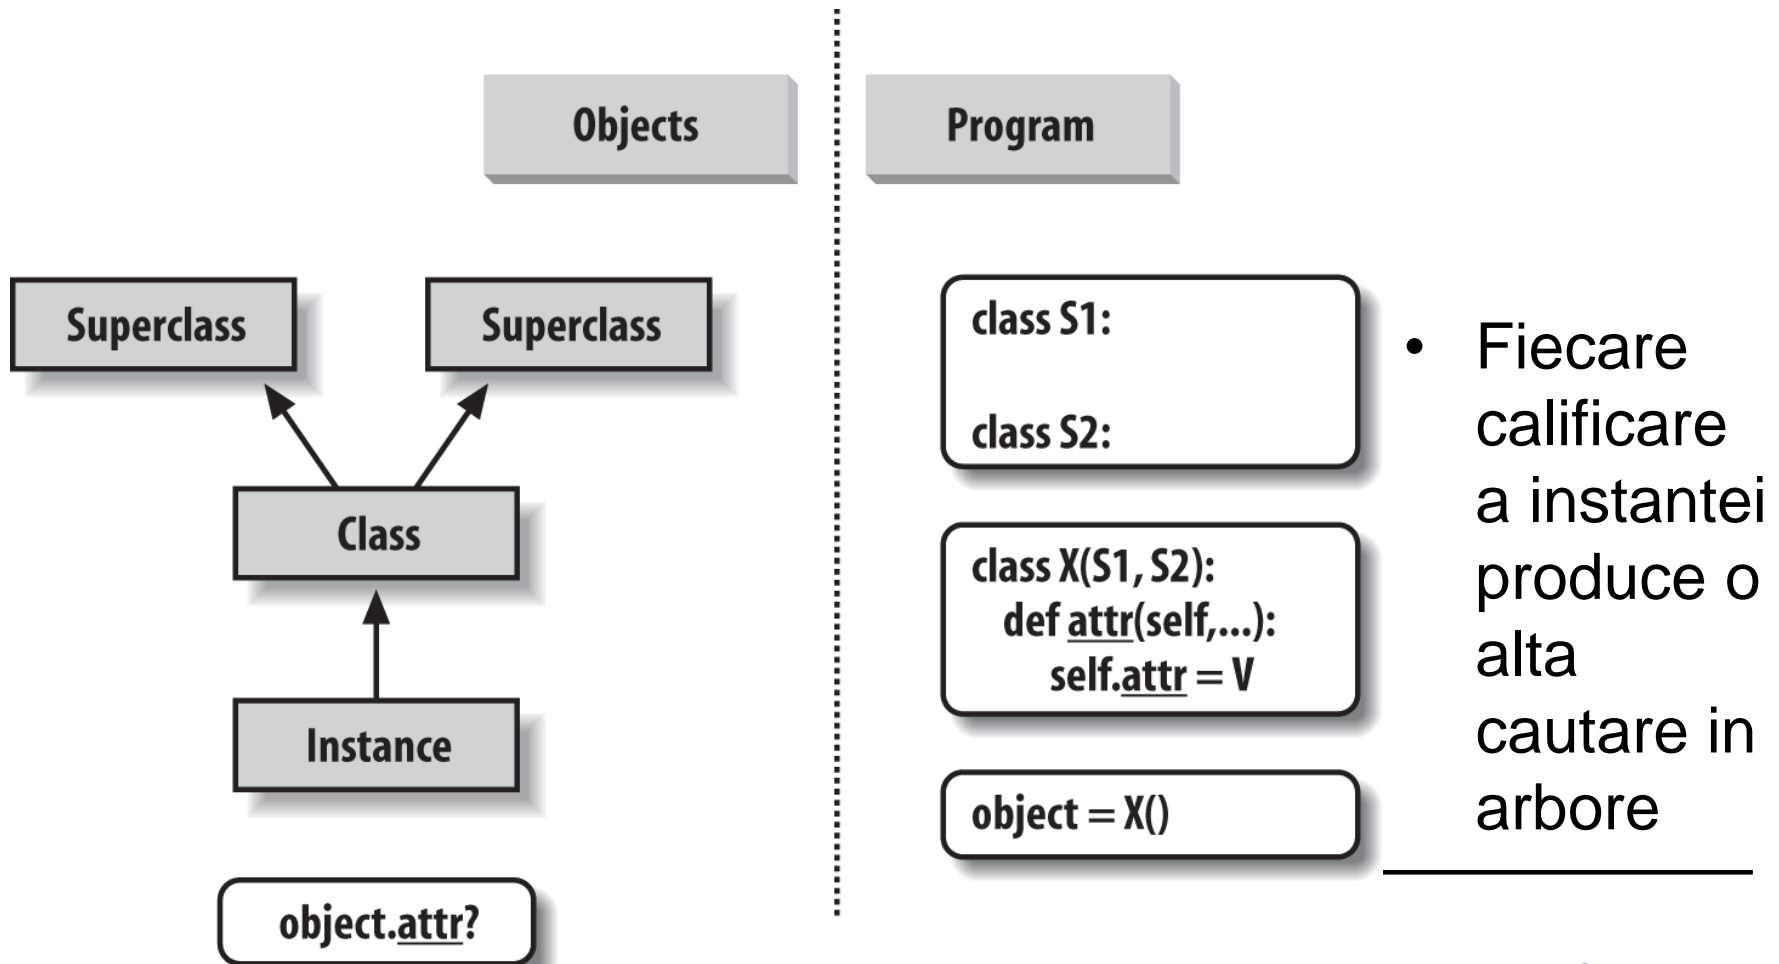 Objects
Program
Superclass
Superclass
Class
Instance
object.attr?
class S1:
class S2:
class X(S1, S2):
def attr(self,...):
self.attr = V
object = X()
• Fiecare
calificare
a instantei
produce o
alta
cautare in
arbore